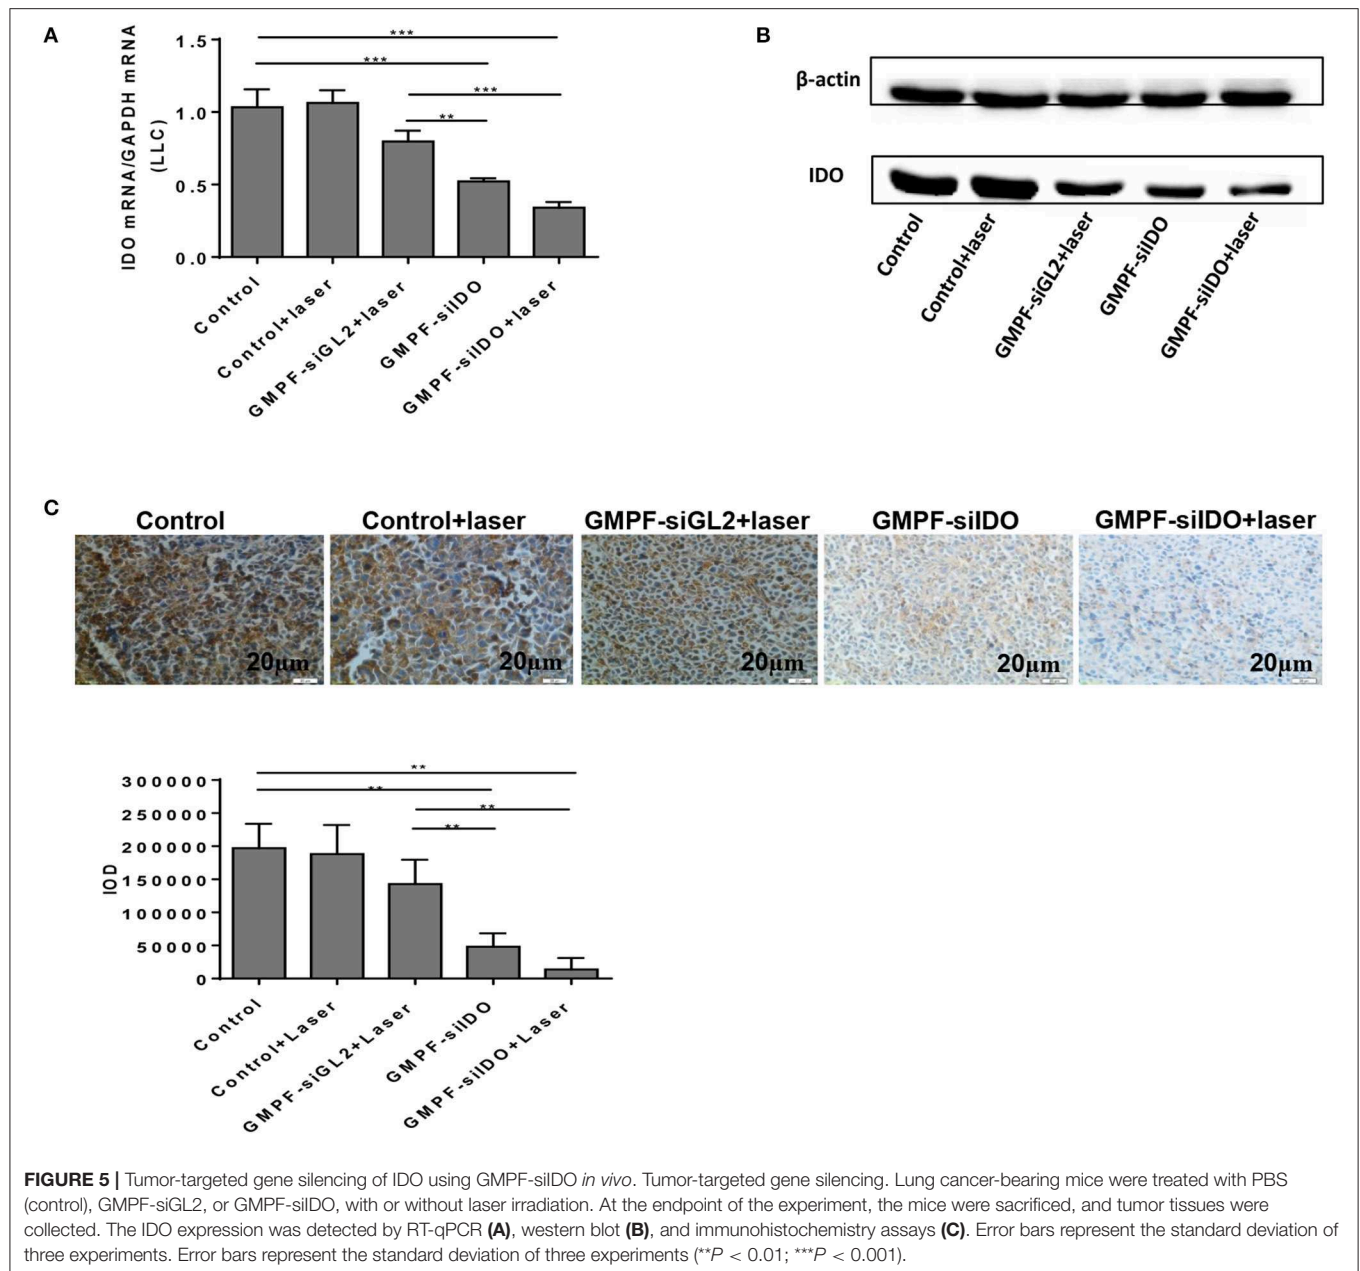 A
IDO mRNA/GAPDH mRNA
(LLC)
1.5
1.0
0.5
0.0
***
***
***
**
Control
Control+laser
GMPF-siGL2+laser
GMPF-siIDO
GMPF-siIDO+laser
B
β-actin
IDO
Control
Control+laser
GMPF-siGL2+laser
GMPF-siIDO
GMPF-siIDO+laser
C
Control
Control+laser
GMPF-siGL2+laser
GMPF-siIDO
GMPF-siIDO+laser
20µm
20µm
20µm
20µm
20µm
IOD
300000
250000
200000
150000
100000
50000
0
**
**
**
**
Control
Control+Laser
GMPF-siGL2+Laser
GMPF-siIDO
GMPF-siIDO+Laser
FIGURE 5 | Tumor-targeted gene silencing of IDO using GMPF-siIDO in vivo. Tumor-targeted gene silencing. Lung cancer-bearing mice were treated with PBS
(control), GMPF-siGL2, or GMPF-siIDO, with or without laser irradiation. At the endpoint of the experiment, the mice were sacrificed, and tumor tissues were
collected. The IDO expression was detected by RT-qPCR (A), western blot (B), and immunohistochemistry assays (C). Error bars represent the standard deviation of
three experiments. Error bars represent the standard deviation of three experiments (**P < 0.01; ***P < 0.001).